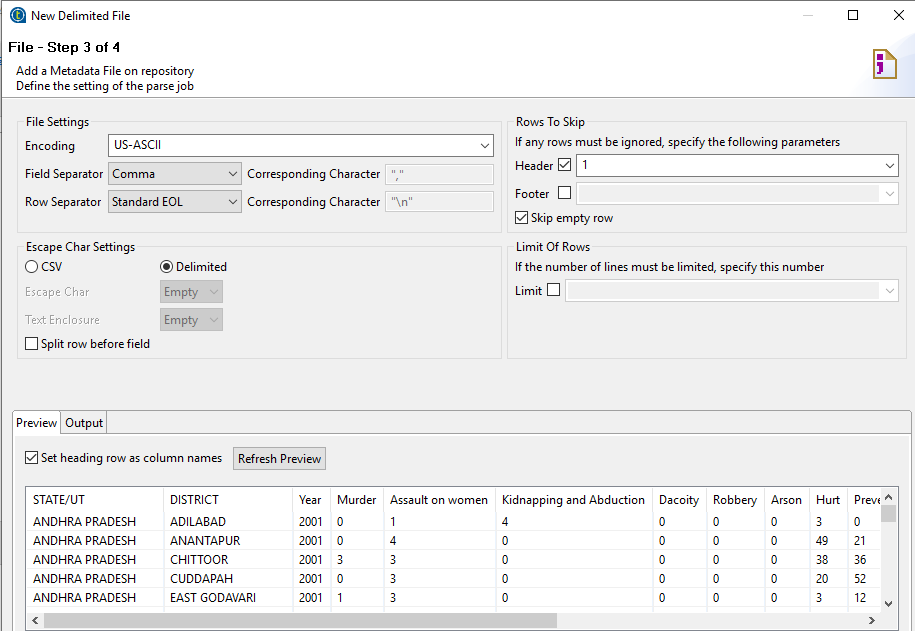 New Delimited File
File - Step 3 of 4
Add a Metadata File on repository
Define the setting of the parse job
File Settings
Encoding US-ASCII
Field Separator Comma Corresponding Character ","
Row Separator Standard EOL Corresponding Character "\n"
Rows To Skip
If any rows must be ignored, specify the following parameters
Header 1
Footer
Skip empty row
Escape Char Settings
CSV Delimited
Escape Char Empty
Text Enclosure Empty
Split row before field
Limit Of Rows
If the number of lines must be limited, specify this number
Limit
Preview Output
Set heading row as column names Refresh Preview
STATE/UT DISTRICT Year Murder Assault on women Kidnapping and Abduction Dacoity Robbery Arson Hurt Preve
ANDHRA PRADESH ADILABAD 2001 0 1 4 0 0 0 3 0
ANDHRA PRADESH ANANTAPUR 2001 0 4 0 0 0 0 49 21
ANDHRA PRADESH CHITTOOR 2001 3 3 0 0 0 0 38 36
ANDHRA PRADESH CUDDAPAH 2001 0 3 0 0 0 0 20 52
ANDHRA PRADESH EAST GODAVARI 2001 1 3 0 0 0 0 3 12